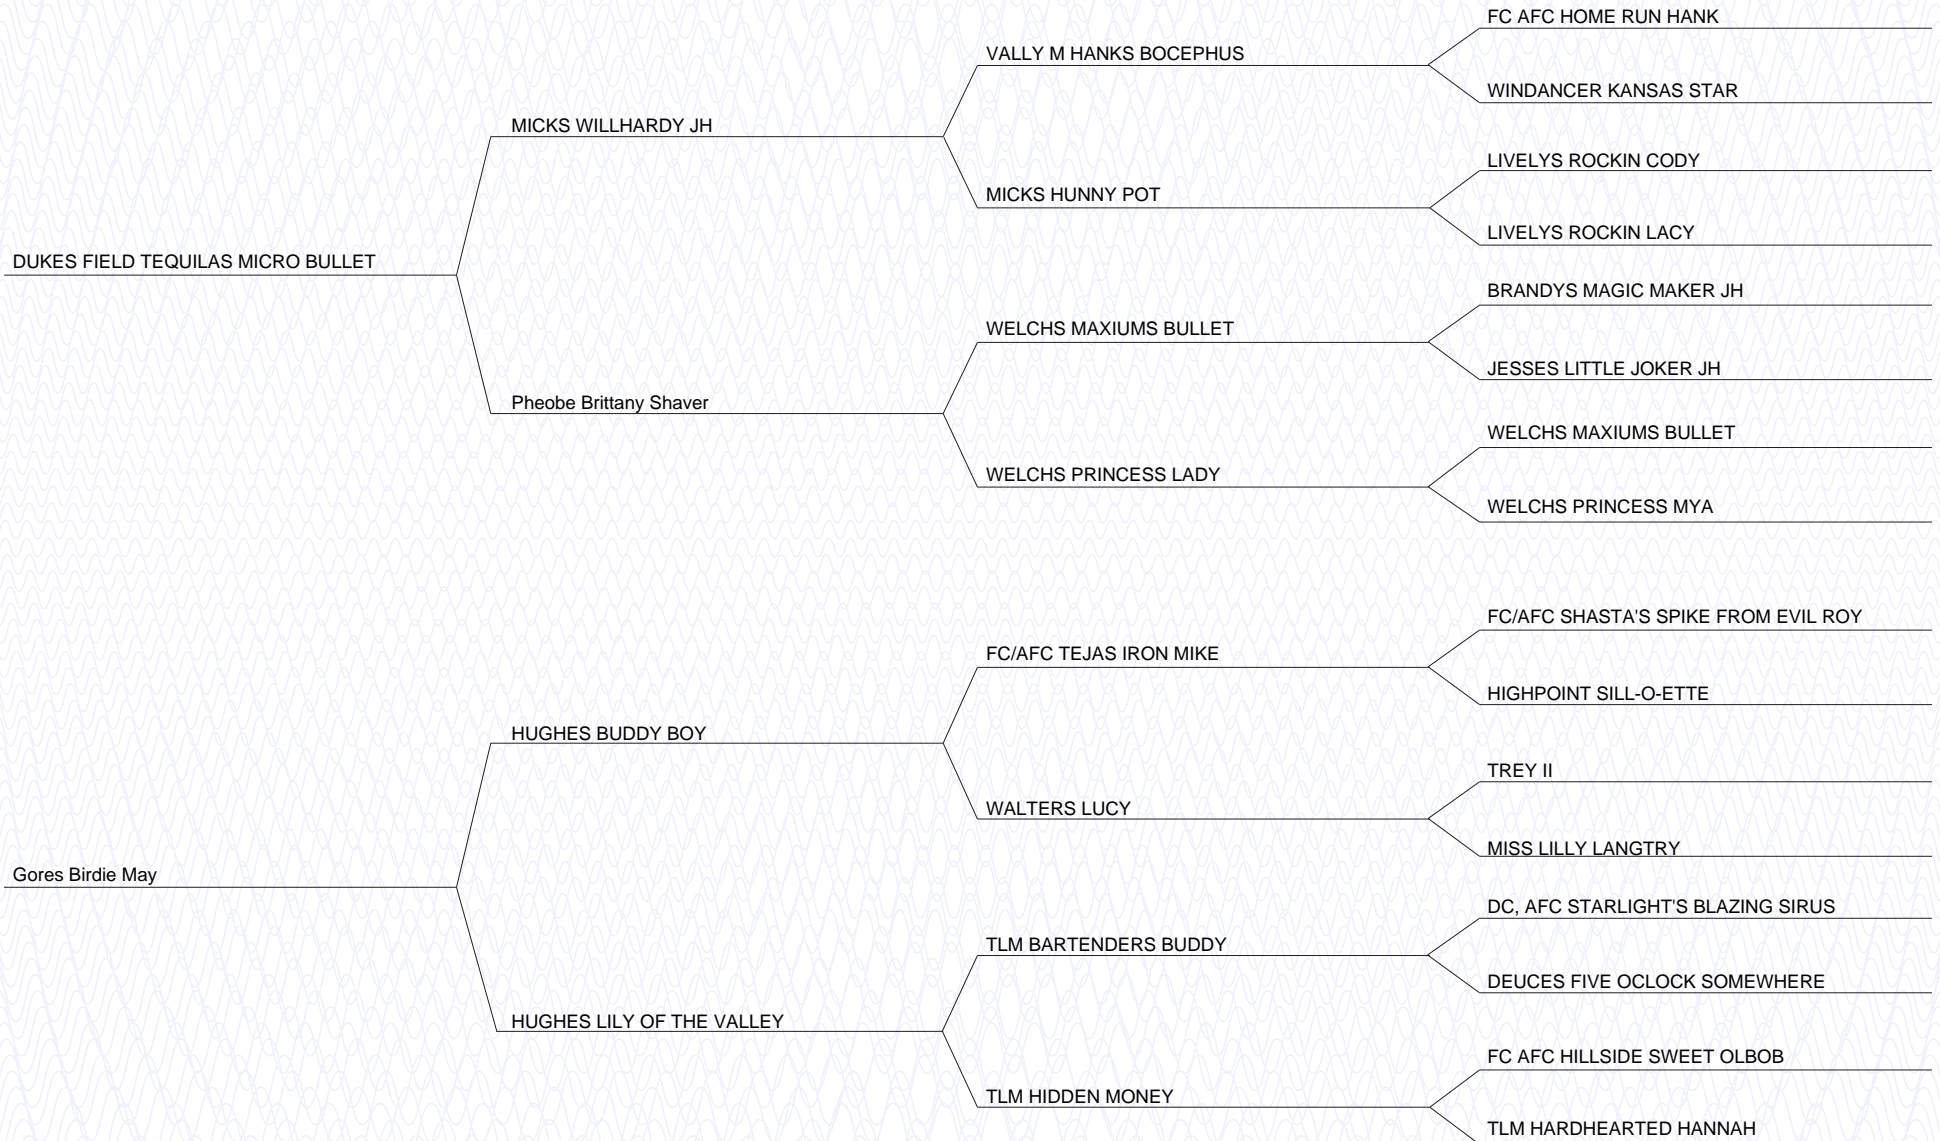 FC AFC HOME RUN HANK
VALLY M HANKS BOCEPHUS
WINDANCER KANSAS STAR
MICKS WILLHARDY JH
LIVELYS ROCKIN CODY
MICKS HUNNY POT
LIVELYS ROCKIN LACY
DUKES FIELD TEQUILAS MICRO BULLET
BRANDYS MAGIC MAKER JH
WELCHS MAXIUMS BULLET
JESSES LITTLE JOKER JH
Pheobe Brittany Shaver
WELCHS MAXIUMS BULLET
WELCHS PRINCESS LADY
WELCHS PRINCESS MYA
FC/AFC SHASTA'S SPIKE FROM EVIL ROY
FC/AFC TEJAS IRON MIKE
HIGHPOINT SILL-O-ETTE
HUGHES BUDDY BOY
TREY II
WALTERS LUCY
MISS LILLY LANGTRY
Gores Birdie May
DC, AFC STARLIGHT'S BLAZING SIRUS
TLM BARTENDERS BUDDY
DEUCES FIVE OCLOCK SOMEWHERE
HUGHES LILY OF THE VALLEY
FC AFC HILLSIDE SWEET OLBOB
TLM HIDDEN MONEY
TLM HARDHEARTED HANNAH